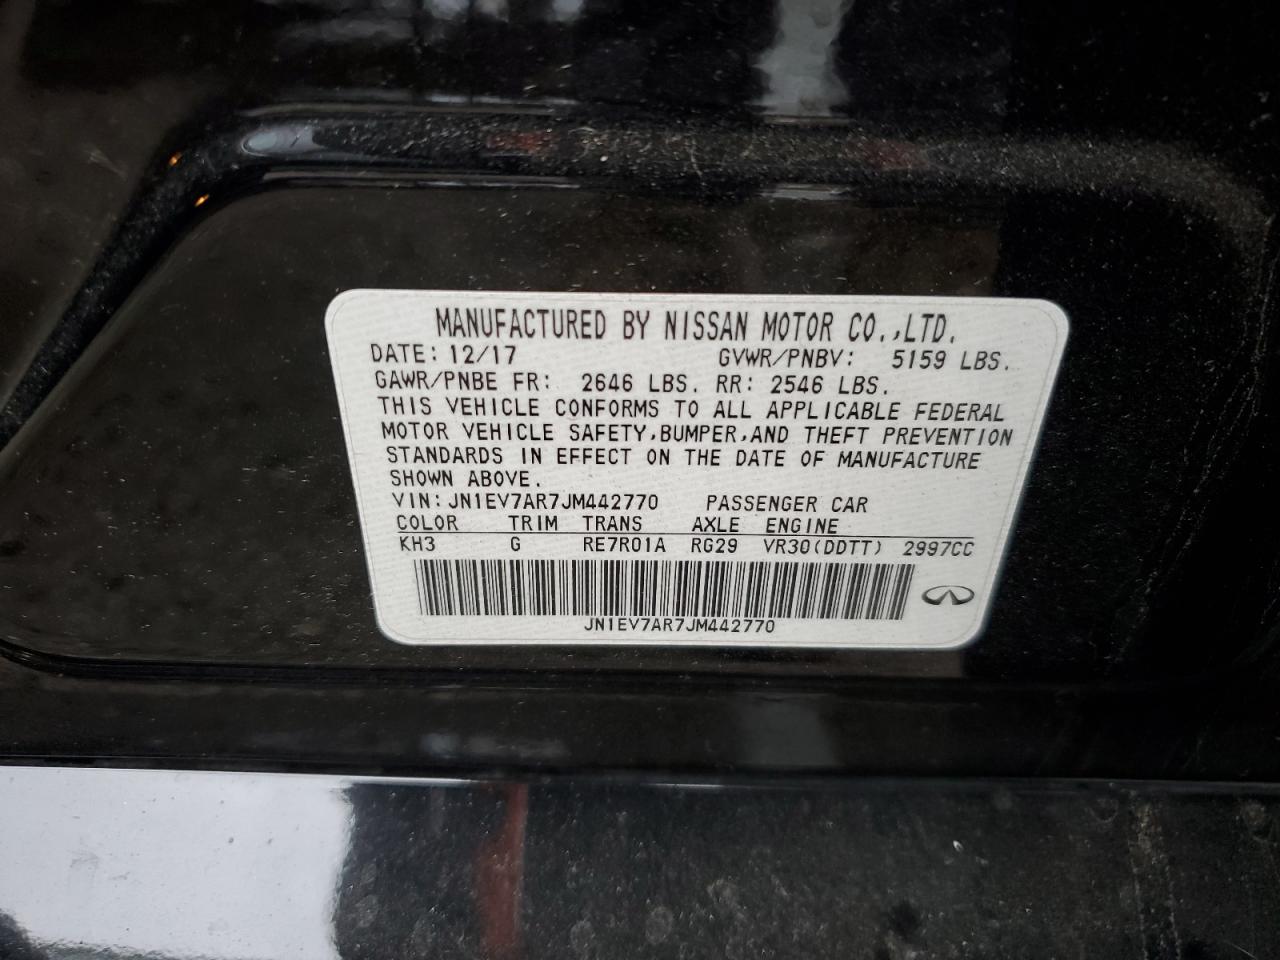 MANUFACTURED BY NISSAN MOTOR CO.,LTD.
DATE: 12/17 GVWR/PNBV: 5159 LBS.
GAWR/PNBE FR: 2646 LBS. RR: 2546 LBS.
THIS VEHICLE CONFORMS TO ALL APPLICABLE FEDERAL
MOTOR VEHICLE SAFETY,BUMPER,AND THEFT PREVENTION
STANDARDS IN EFFECT ON THE DATE OF MANUFACTURE
SHOWN ABOVE.
VIN:JN1EV7AR7JM442770 PASSENGER CAR
COLOR TRIM TRANS AXLE ENGINE
KH3 G RE7R01A RG29 VR30(DDTT) 2997CC
JN1EV7AR7JM442770